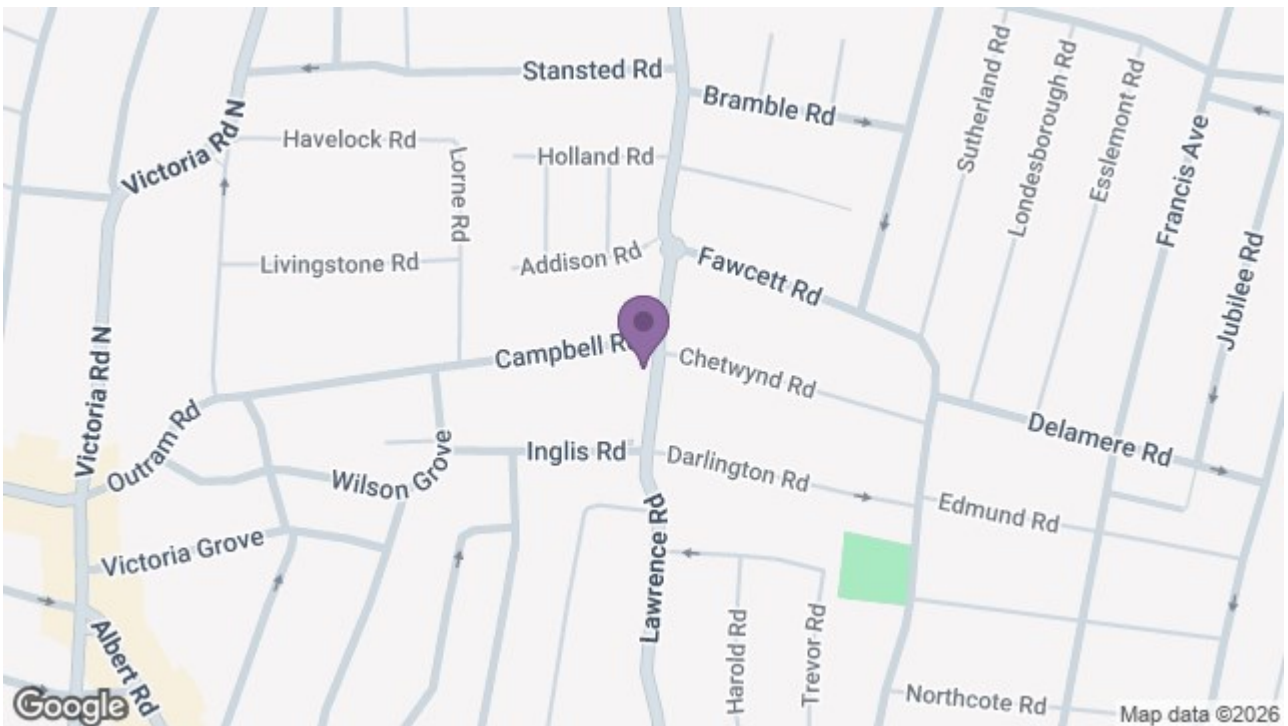 Stansted Rd
Bramble Rd
Sutherland Rd
Londesborough Rd
Esslemont Rd
Francis Ave
Jubilee Rd
Victoria Rd N
Havelock Rd
Lorne Rd
Holland Rd
Livingstone Rd
Addison Rd
Fawcett Rd
Campbell Rd
Chetwynd Rd
Victoria Rd N
Outram Rd
Wilson Grove
Inglis Rd
Darlington Rd
Delamere Rd
Edmund Rd
Victoria Grove
Lawrence Rd
Harold Rd
Trevor Rd
Albert Rd
Northcote Rd
Google
Map data ©2026